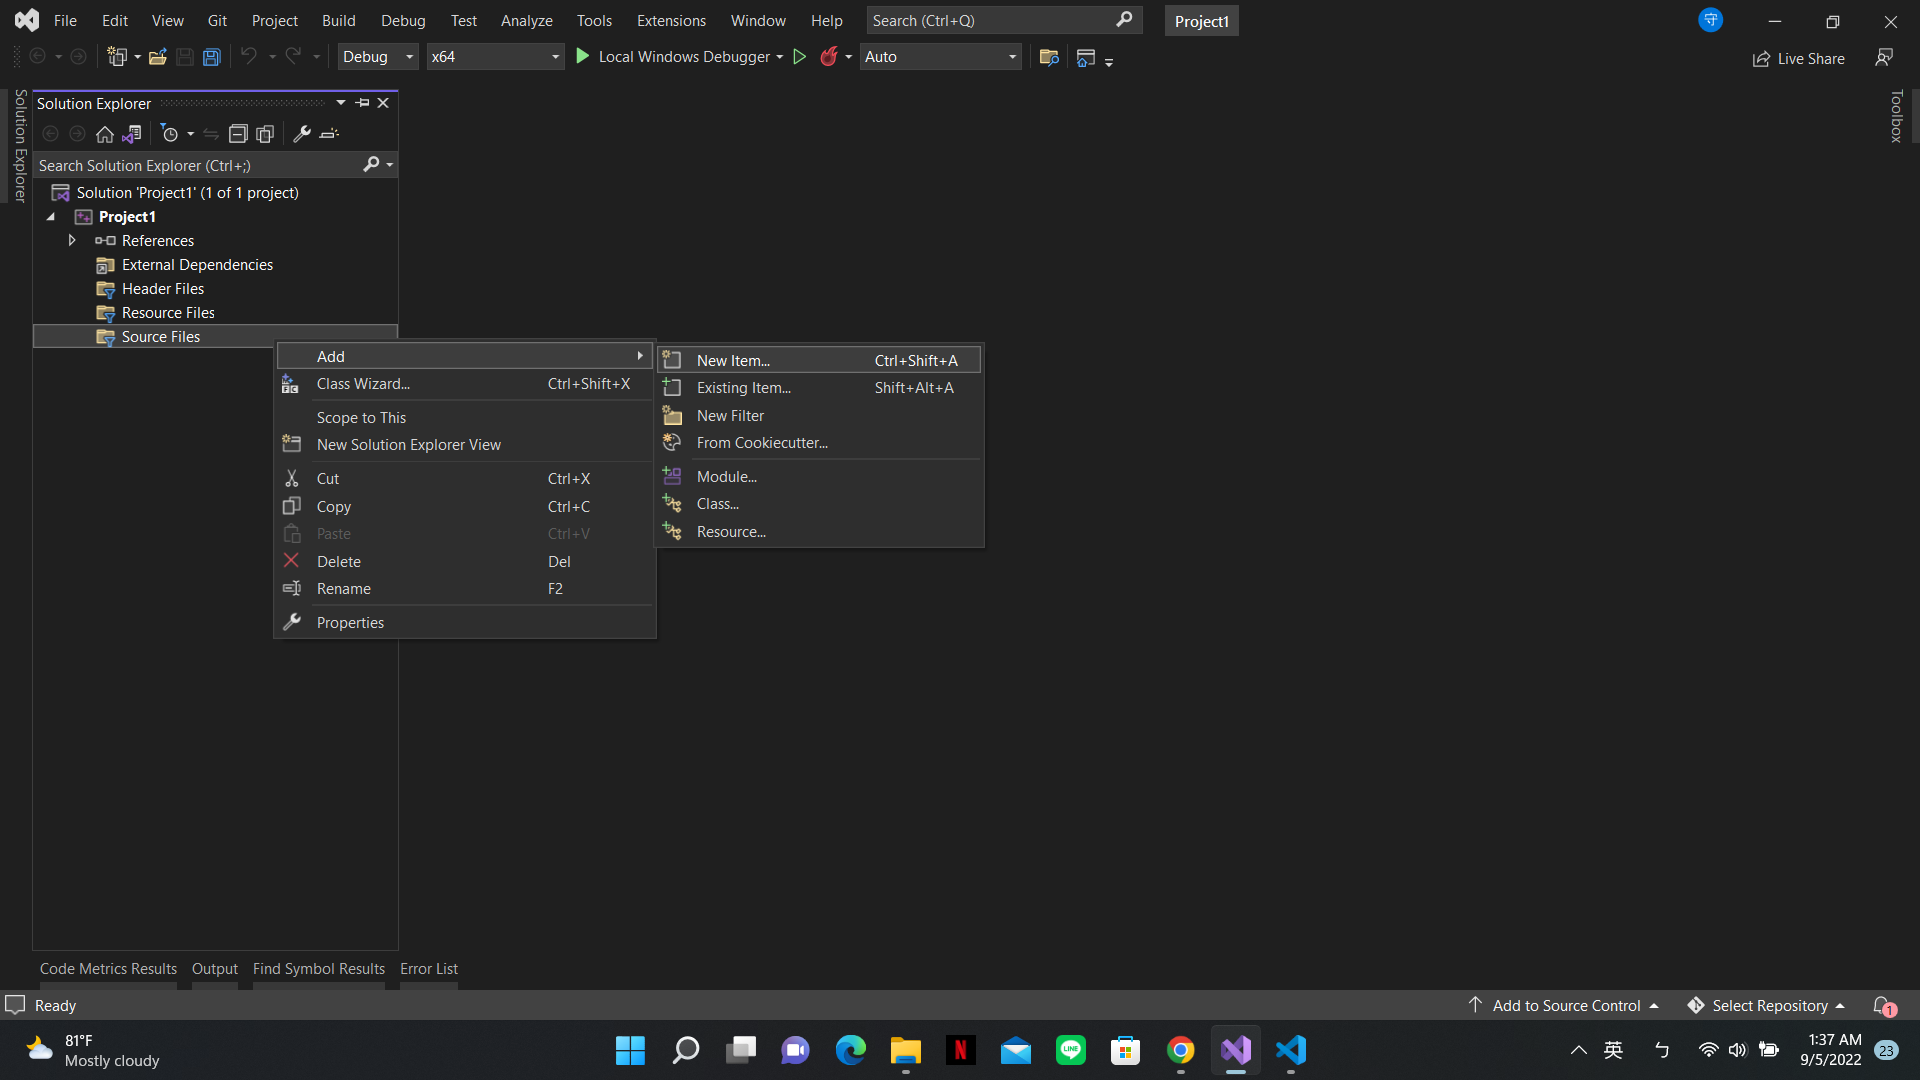 File Edit View Git Project Build Debug Test Analyze Tools Extensions Window Help Search (Ctrl+Q) Project1 守
Debug x64 Local Windows Debugger Auto Live Share
Solution Explorer
Toolbox
Solution Explorer
Search Solution Explorer (Ctrl+;)
Solution 'Project1' (1 of 1 project)
Project1
References
External Dependencies
Header Files
Resource Files
Source Files
Add
Class Wizard... Ctrl+Shift+X
Scope to This
New Solution Explorer View
Cut Ctrl+X
Copy Ctrl+C
Paste Ctrl+V
Delete Del
Rename F2
Properties
New Item... Ctrl+Shift+A
Existing Item... Shift+Alt+A
New Filter
From Cookiecutter...
Module...
Class...
Resource...
Code Metrics Results Output Find Symbol Results Error List
Ready Add to Source Control Select Repository 1
81°F
Mostly cloudy
N
LINE
英
ㄅ
1:37 AM
9/5/2022
23